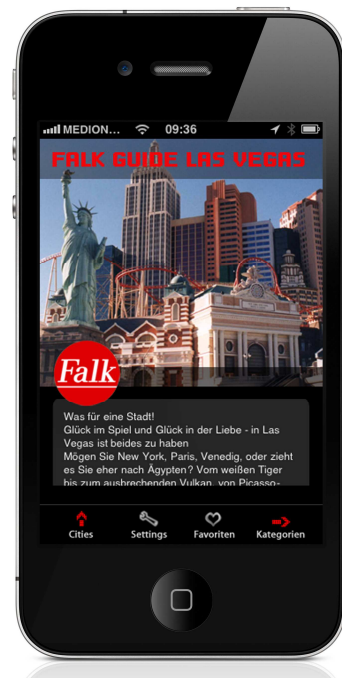 MEDION... 09:36
FALK GUIDE LAS VEGAS
Falk
Was für eine Stadt!
Glück im Spiel und Glück in der Liebe - in Las
Vegas ist beides zu haben
Mögen Sie New York, Paris, Venedig, oder zieht
es Sie eher nach Ägypten? Vom weißen Tiger
bis zum ausbrechenden Vulkan, von Picasso-
Cities Settings Favoriten Kategorien